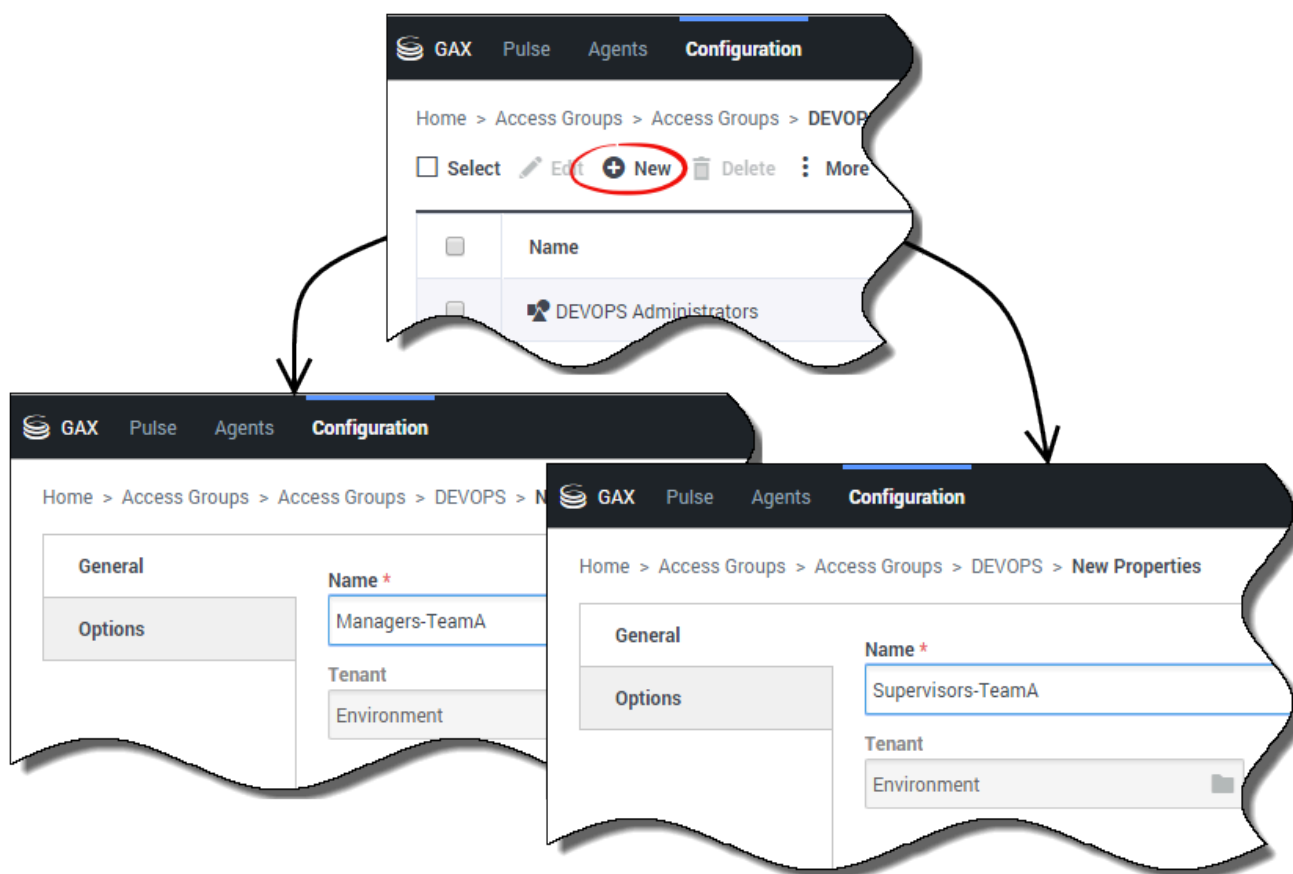 GAX Pulse Agents Configuration
Home > Access Groups > Access Groups > DEVOP
Select Edit New Delete More
Name
DEVOPS Administrators
GAX Pulse Agents Configuration
Home > Access Groups > Access Groups > DEVOPS > N
General
Options
Name *
Managers-TeamA
Tenant
Environment
GAX Pulse Agents Configuration
Home > Access Groups > Access Groups > DEVOPS > New Properties
General
Options
Name *
Supervisors-TeamA
Tenant
Environment